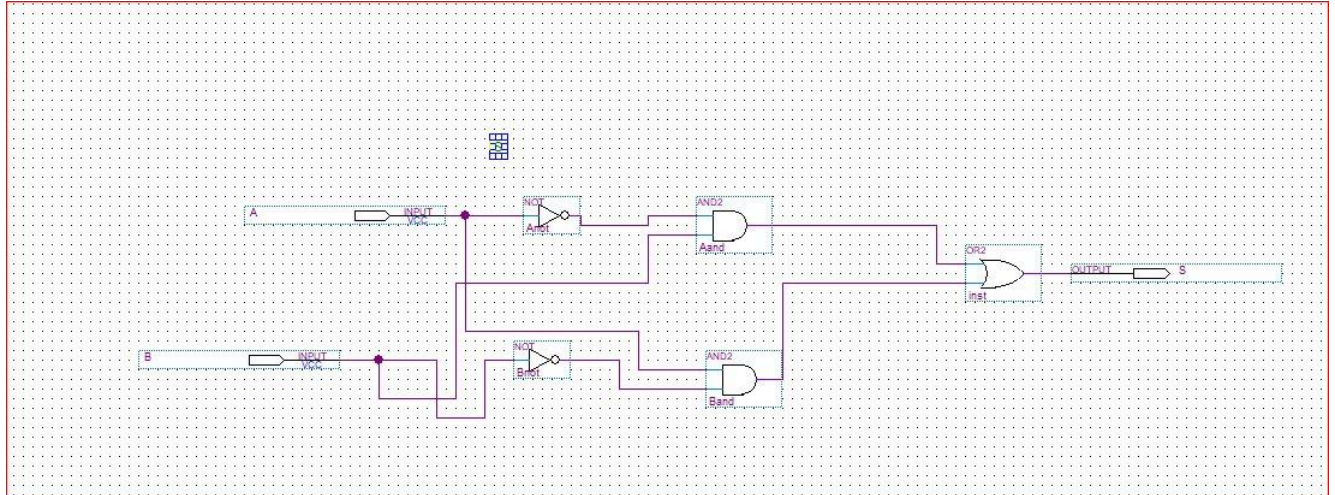 A
INPUT
VCC
NOT
Anot
AND2
Aand
OR2
inst
OUTPUT
S
B
INPUT
VCC
NOT
Bnot
AND2
Band